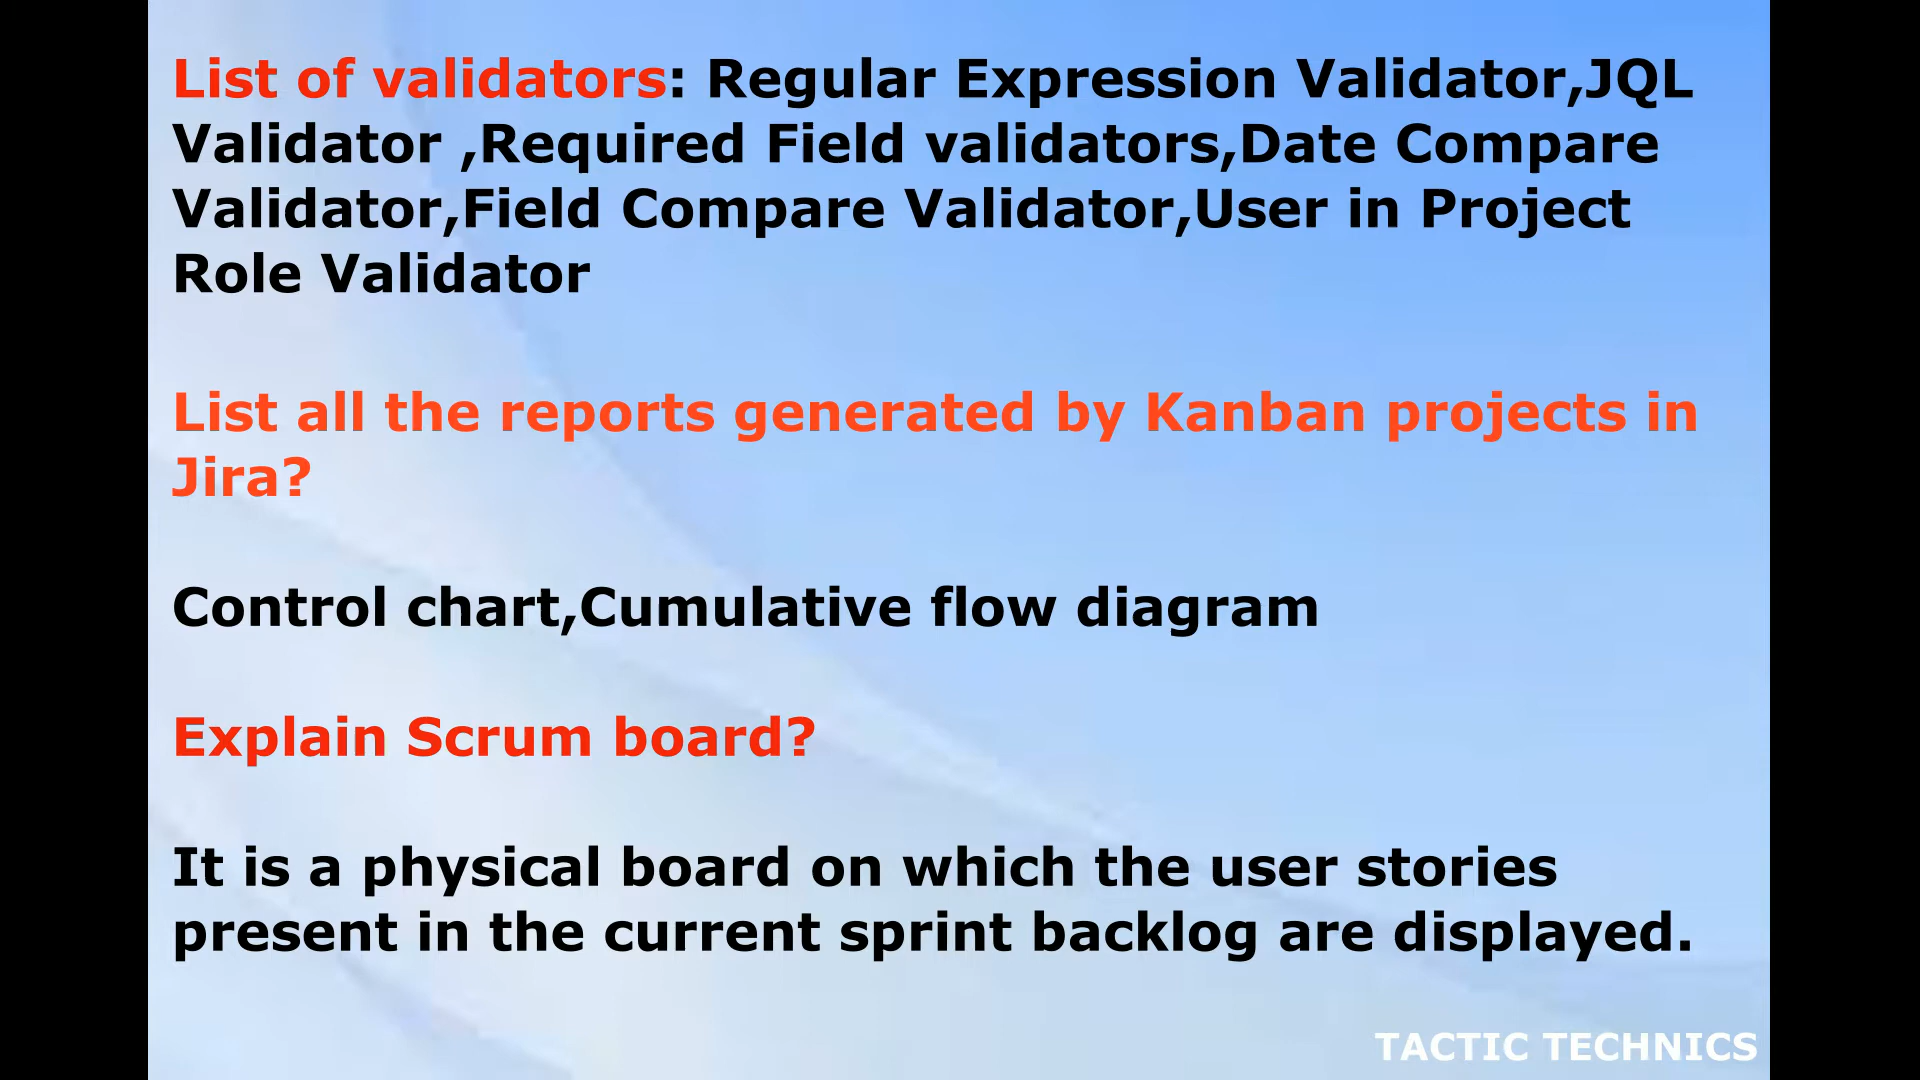 List of validators: Regular Expression Validator,JQL
Validator ,Required Field validators,Date Compare
Validator,Field Compare Validator,User in Project
Role Validator
List all the reports generated by Kanban projects in
Jira?
Control chart,Cumulative flow diagram
Explain Scrum board?
It is a physical board on which the user stories
present in the current sprint backlog are displayed.
TACTIC TECHNICS